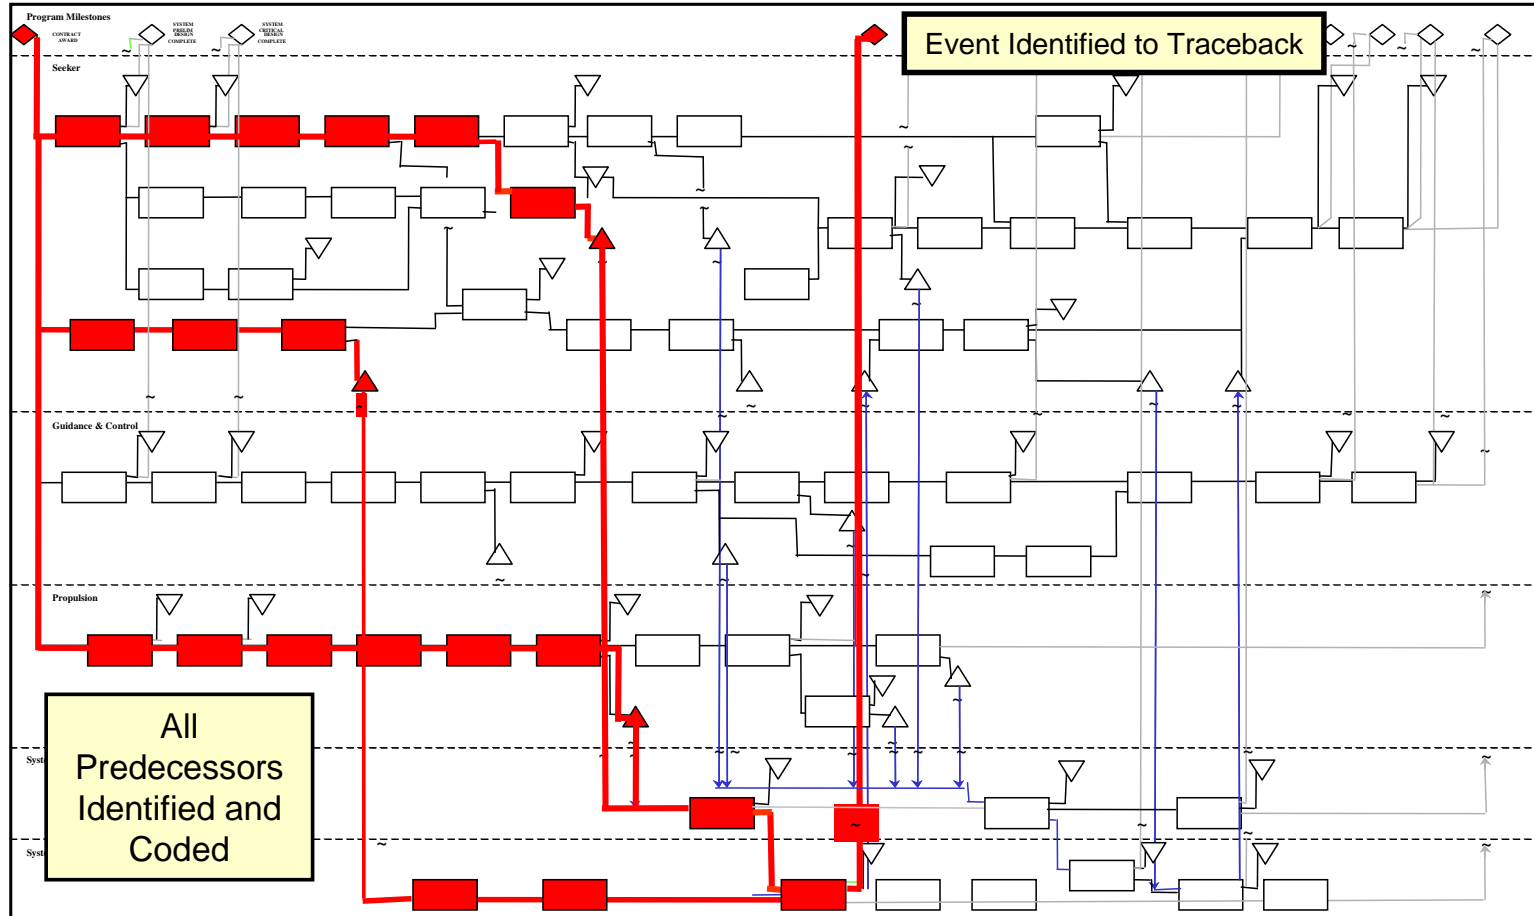 Program Milestones
CONTRACT
AWARD
SYSTEM
PRELIM
DESIGN
COMPLETE
SYSTEM
CRITICAL
DESIGN
COMPLETE
Event Identified to Traceback
Seeker
Guidance & Control
Propulsion
All
Predecessors
Identified and
Coded